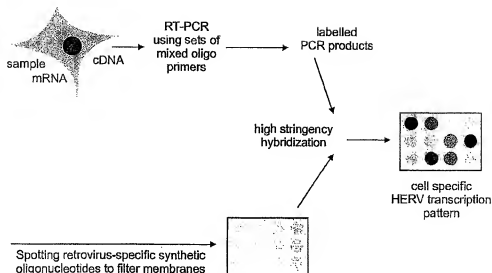 RT-PCR
using sets of
mixed oligo
primers
labelled
PCR products
sample
mRNA
cDNA
high stringency
hybridization
cell specific
HERV transcription
pattern
Spotting retrovirus-specific synthetic
oligonucleotides to filter membranes